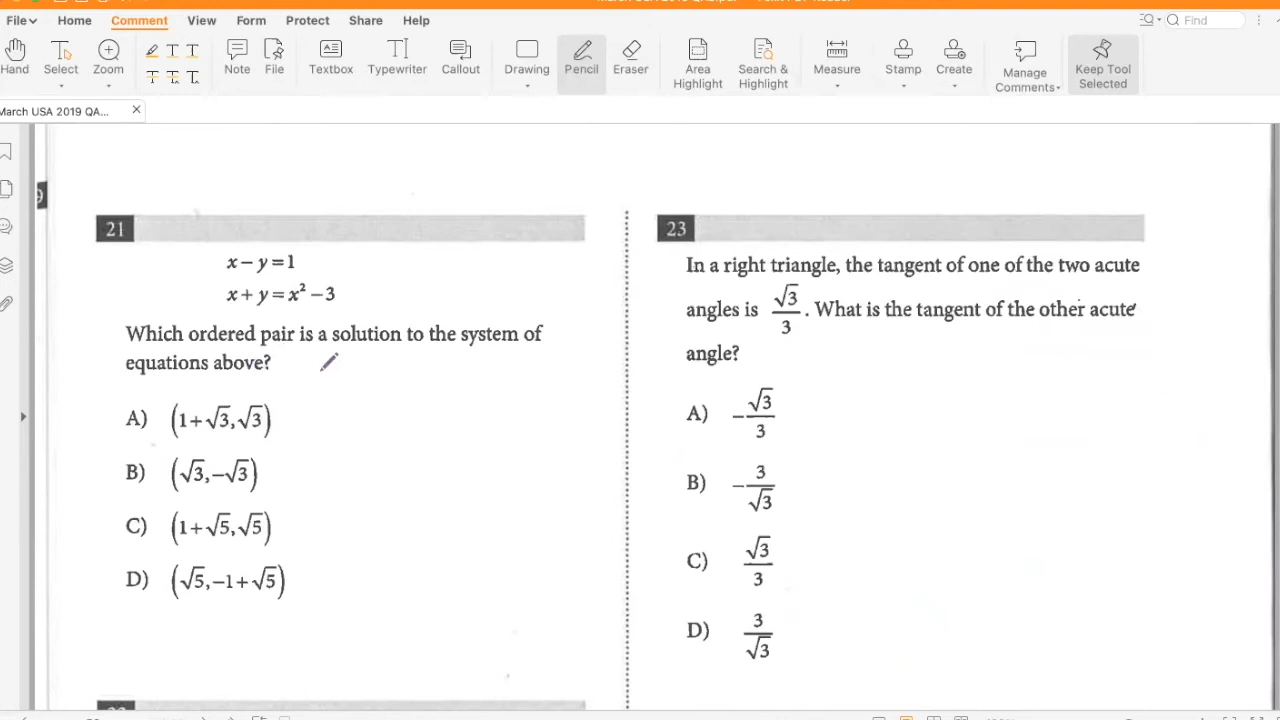 File
Home
Comment
View
Form
Protect
Share
Help
Find
Hand
Select
Zoom
Note
File
Textbox
Typewriter
Callout
Drawing
Pencil
Eraser
Area
Highlight
Search &
Highlight
Measure
Stamp
Create
Manage
Comments
Keep Tool
Selected
March USA 2019 QA...
21
x − y = 1
x + y = x² − 3
Which ordered pair is a solution to the system of
equations above?
A) (1+√3, √3)
B) (√3, −√3)
C) (1+√5, √5)
D) (√5, −1+√5)
23
In a right triangle, the tangent of one of the two acute
angles is √3/3. What is the tangent of the other acute
angle?
A) −√3/3
B) −3/√3
C) √3/3
D) 3/√3